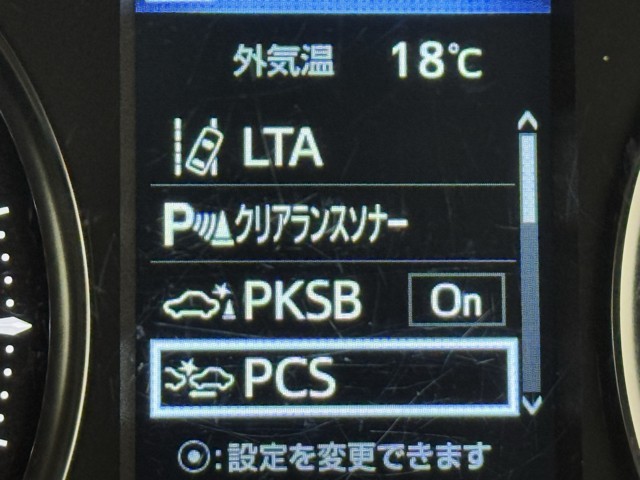 外気温 18℃
LTA
Pクリアランスソナー
PKSB On
PCS
⦿:設定を変更できます